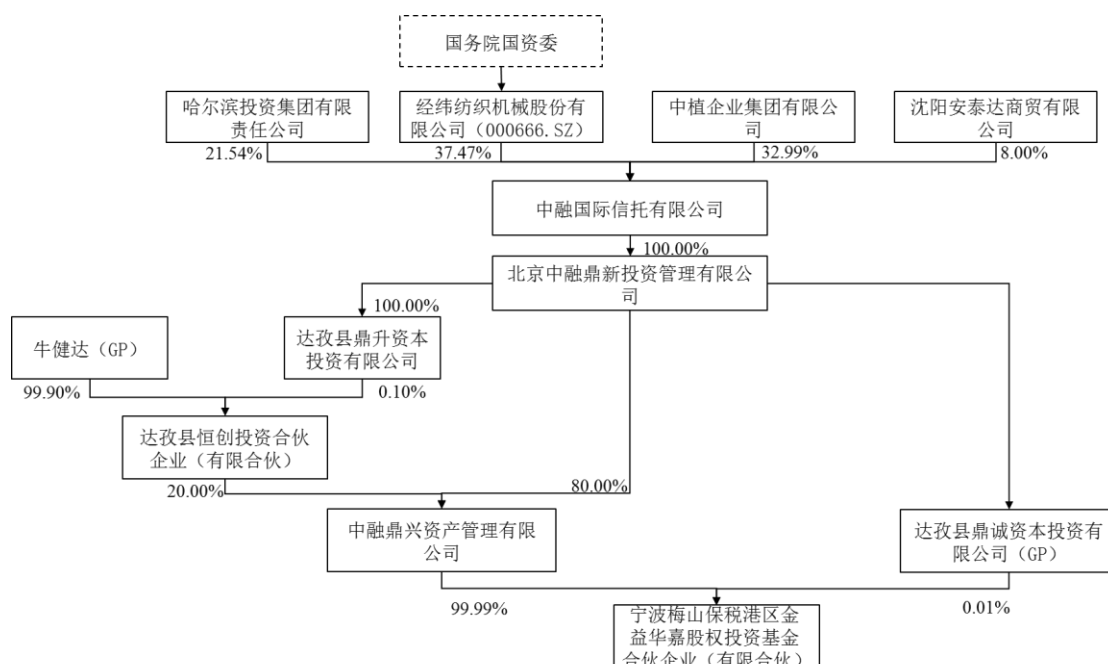 国务院国资委
哈尔滨投资集团有限
责任公司
经纬纺织机械股份有
限公司（000666.SZ）
中植企业集团有限公
司
沈阳安泰达商贸有限
公司
21.54%
37.47%
32.99%
8.00%
中融国际信托有限公司
100.00%
北京中融鼎新投资管理有限公
司
100.00%
牛健达（GP）
达孜县鼎升资本
投资有限公司
99.90%
0.10%
达孜县恒创投资合伙
企业（有限合伙）
20.00%
80.00%
中融鼎兴资产管理有限
公司
达孜县鼎诚资本投资有
限公司（GP）
99.99%
0.01%
宁波梅山保税港区金
益华嘉股权投资基金
合伙企业（有限合伙）